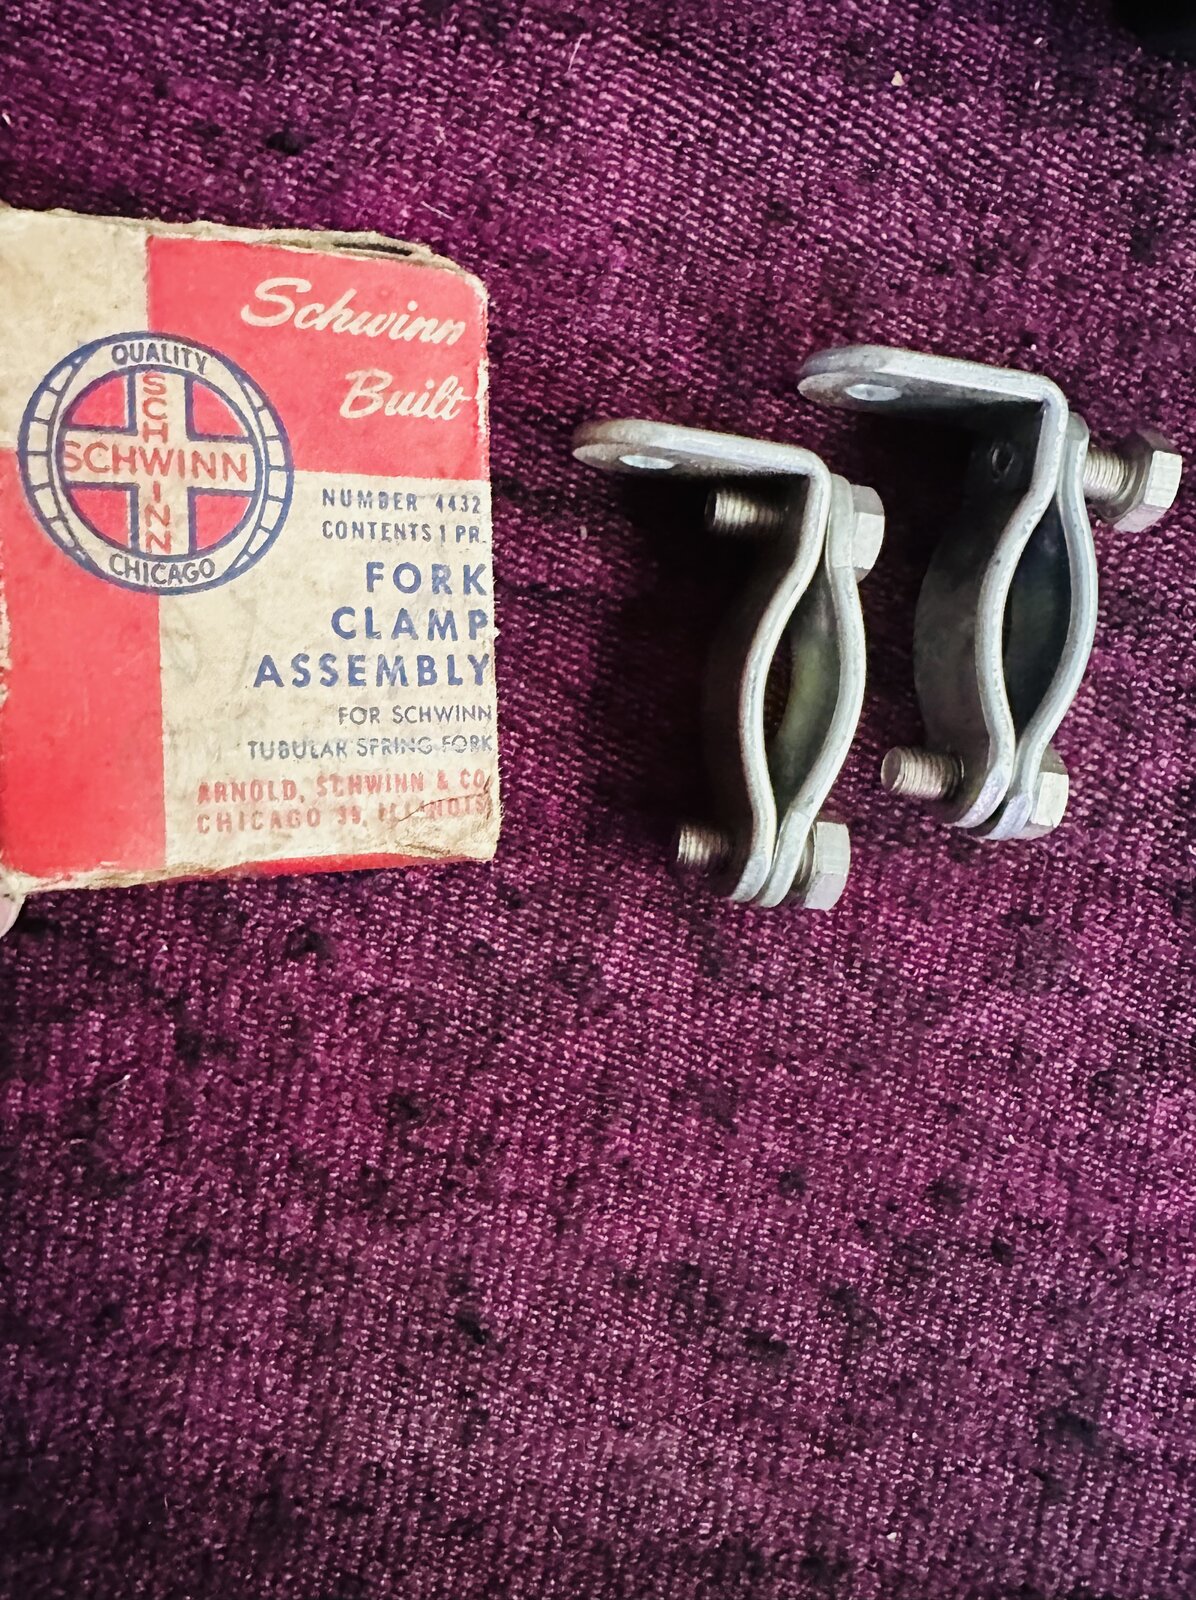 Schwinn
Built
QUALITY
SCHWINN
SCHWINN
CHICAGO
NUMBER 4432
CONTENTS 1 PR.
FORK
CLAMP
ASSEMBLY
FOR SCHWINN
TUBULAR SPRING FORK
ARNOLD, SCHWINN & CO
CHICAGO 39, ILLINOIS